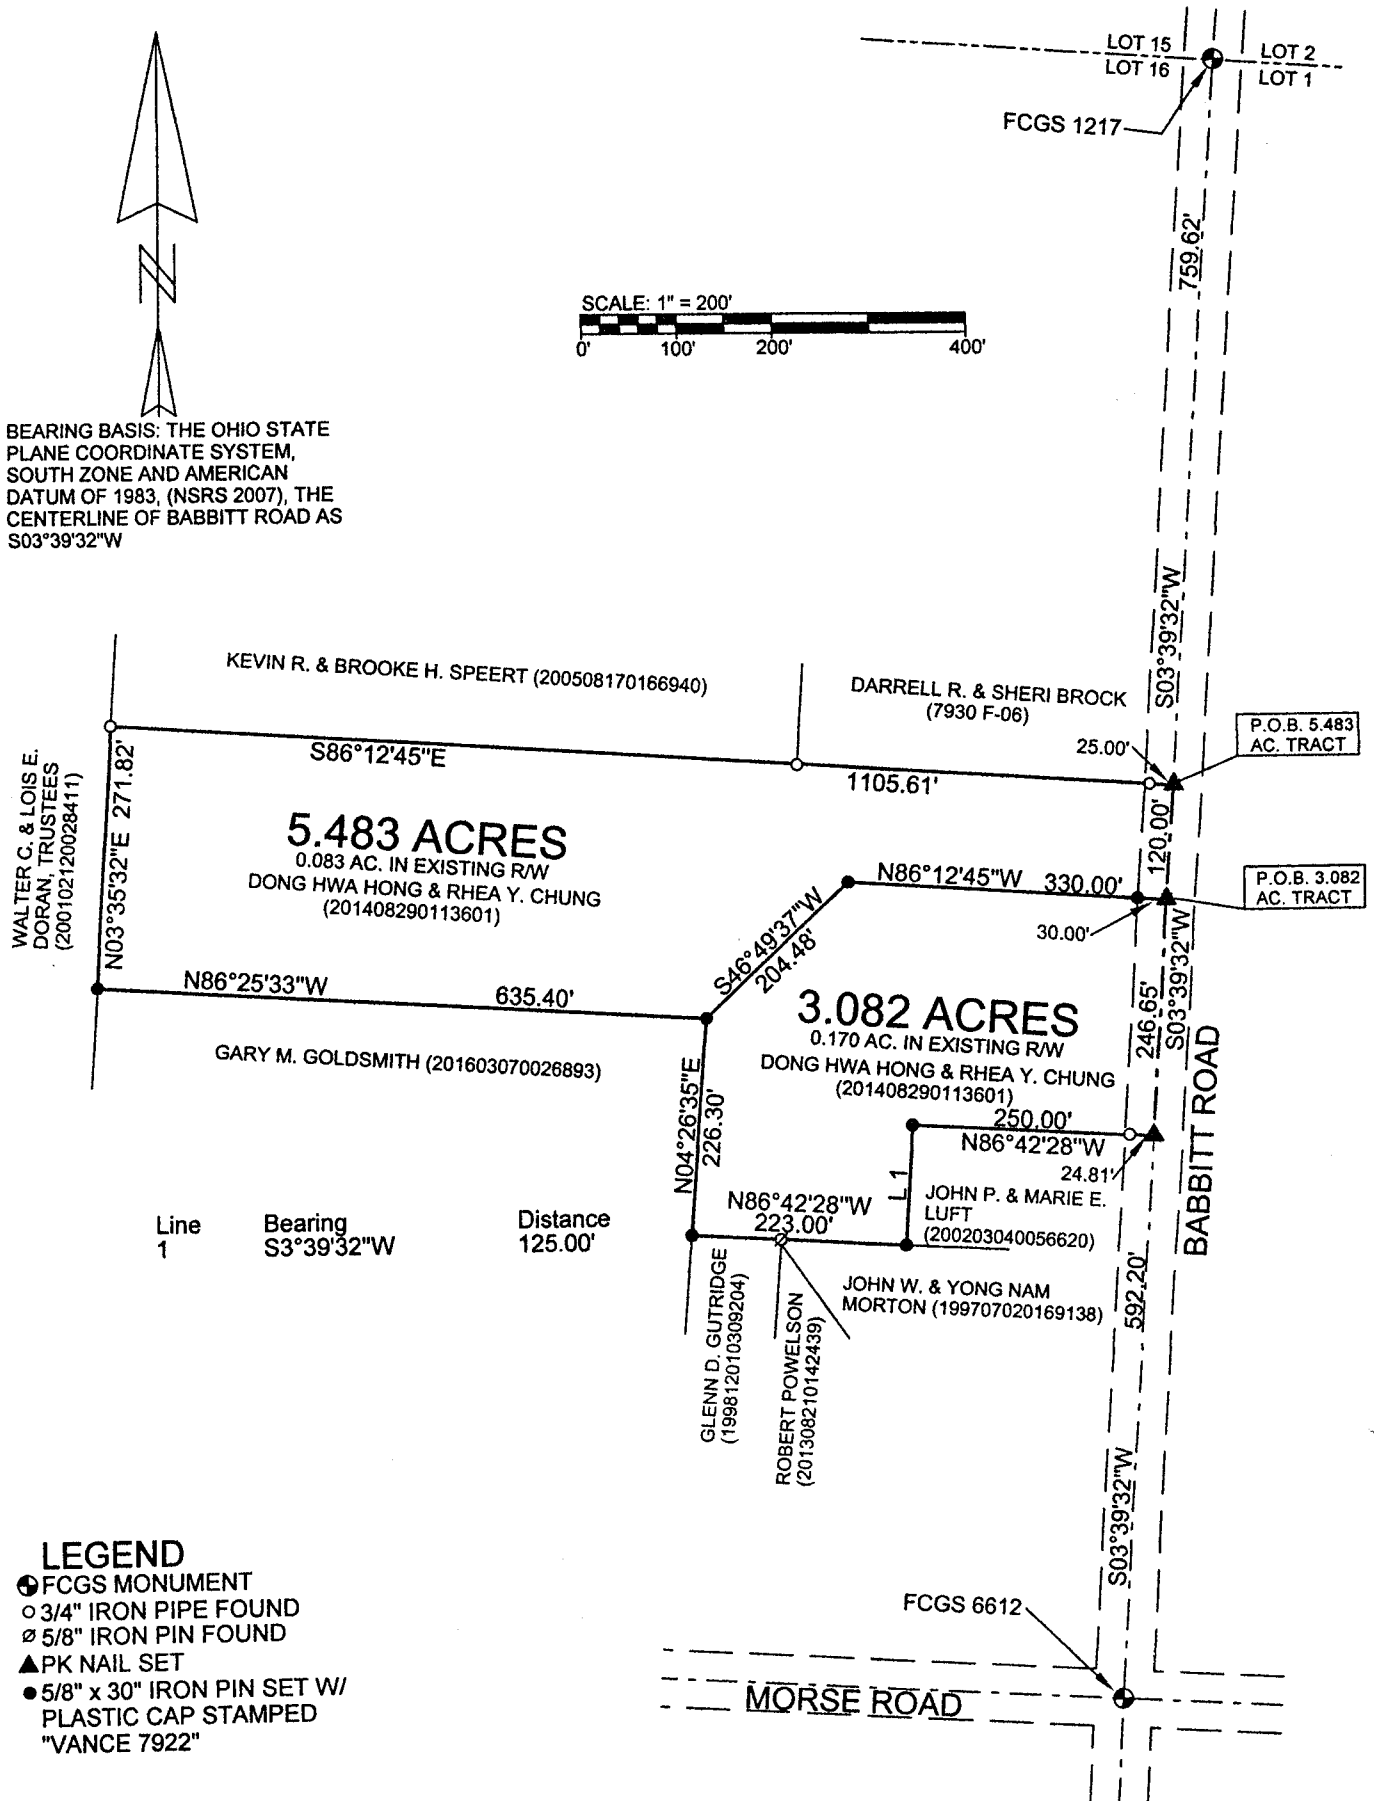 LOT 15
LOT 2
LOT 16
LOT 1
FCGS 1217
759.62'
N
SCALE: 1" = 200'
0' 100' 200' 400'
BEARING BASIS: THE OHIO STATE
PLANE COORDINATE SYSTEM,
SOUTH ZONE AND AMERICAN
DATUM OF 1983, (NSRS 2007), THE
CENTERLINE OF BABBITT ROAD AS
S03°39'32"W
S03°39'32"W
KEVIN R. & BROOKE H. SPEERT (200508170166940)
DARRELL R. & SHERI BROCK
(7930 F-06)
P.O.B. 5.483
AC. TRACT
25.00'
WALTER C. & LOIS E.
DORAN, TRUSTEES
(200102120028411)
N03°35'32"E 271.82'
S86°12'45"E
1105.61'
120.00'
5.483 ACRES
0.083 AC. IN EXISTING R/W
DONG HWA HONG & RHEA Y. CHUNG
(201408290113601)
N86°12'45"W 330.00'
P.O.B. 3.082
AC. TRACT
30.00'
S46°49'37"W
204.48'
N86°25'33"W 635.40'
S03°39'32"W
246.65'
3.082 ACRES
0.170 AC. IN EXISTING R/W
DONG HWA HONG & RHEA Y. CHUNG
(201408290113601)
GARY M. GOLDSMITH (201603070026893)
N04°26'35"E
226.30'
250.00'
N86°42'28"W
24.81'
BABBITT ROAD
L 1
JOHN P. & MARIE E.
LUFT
(200203040056620)
N86°42'28"W
223.00'
Line Bearing Distance
1 S3°39'32"W 125.00'
592.20'
JOHN W. & YONG NAM
MORTON (199707020169138)
GLENN D. GUTRIDGE
(199812010309204)
ROBERT POWELSON
(201308210142439)
S03°39'32"W
FCGS 6612
MORSE ROAD
LEGEND
FCGS MONUMENT
3/4" IRON PIPE FOUND
5/8" IRON PIN FOUND
PK NAIL SET
5/8" x 30" IRON PIN SET W/
PLASTIC CAP STAMPED
"VANCE 7922"